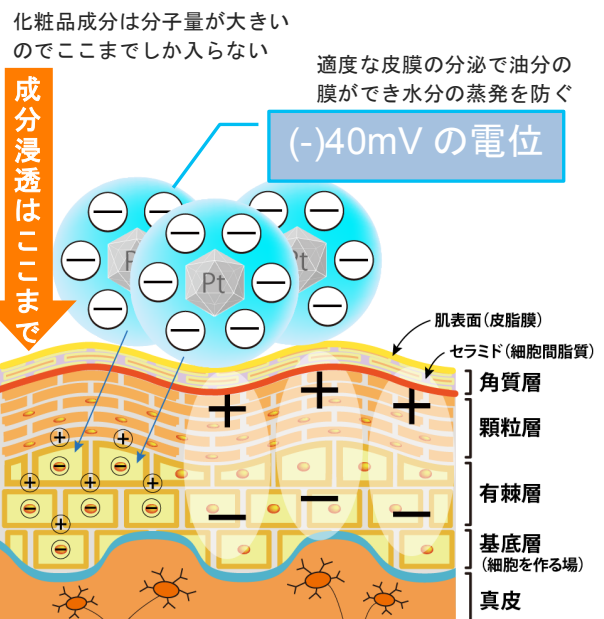 化粧品成分は分子量が大きい
のでここまでしか入らない
適度な皮膜の分泌で油分の
膜ができ水分の蒸発を防ぐ
成分浸透はここまで
(-)40mV の電位
Pt
Pt
Pt
肌表面(皮脂膜)
セラミド(細胞間脂質)
角質層
顆粒層
有棘層
基底層
(細胞を作る場)
真皮